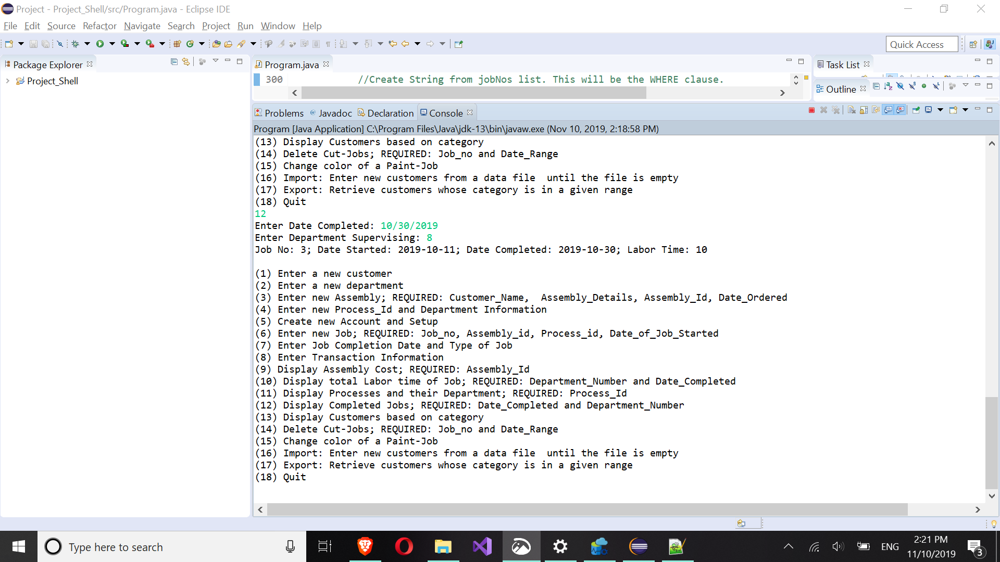 Project - Project_Shell/src/Program.java - Eclipse IDE
File Edit Source Refactor Navigate Search Project Run Window Help
Quick Access
Package Explorer
Project_Shell
Program.java
300 //Create String from jobNos list. This will be the WHERE clause.
Task List
Outline
Problems @ Javadoc Declaration Console
Program [Java Application] C:\Program Files\Java\jdk-13\bin\javaw.exe (Nov 10, 2019, 2:18:58 PM)
(13) Display Customers based on category
(14) Delete Cut-Jobs; REQUIRED: Job_no and Date_Range
(15) Change color of a Paint-Job
(16) Import: Enter new customers from a data file  until the file is empty
(17) Export: Retrieve customers whose category is in a given range
(18) Quit
12
Enter Date Completed: 10/30/2019
Enter Department Supervising: 8
Job No: 3; Date Started: 2019-10-11; Date Completed: 2019-10-30; Labor Time: 10
(1) Enter a new customer
(2) Enter a new department
(3) Enter new Assembly; REQUIRED: Customer_Name,  Assembly_Details, Assembly_Id, Date_Ordered
(4) Enter new Process_Id and Department Information
(5) Create new Account and Setup
(6) Enter new Job; REQUIRED: Job_no, Assembly_id, Process_id, Date_of_Job_Started
(7) Enter Job Completion Date and Type of Job
(8) Enter Transaction Information
(9) Display Assembly Cost; REQUIRED: Assembly_Id
(10) Display total Labor time of Job; REQUIRED: Department_Number and Date_Completed
(11) Display Processes and their Department; REQUIRED: Process_Id
(12) Display Completed Jobs; REQUIRED: Date_Completed and Department_Number
(13) Display Customers based on category
(14) Delete Cut-Jobs; REQUIRED: Job_no and Date_Range
(15) Change color of a Paint-Job
(16) Import: Enter new customers from a data file  until the file is empty
(17) Export: Retrieve customers whose category is in a given range
(18) Quit
Type here to search
ENG
2:21 PM
11/10/2019
3